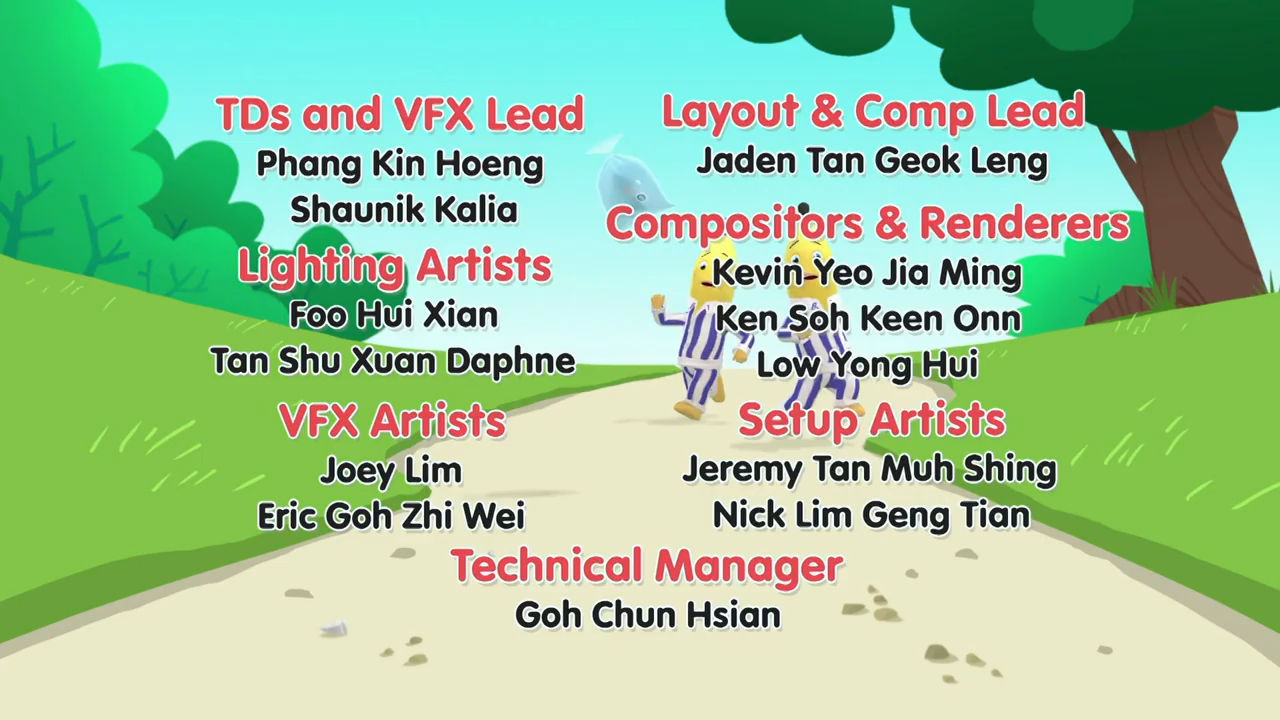 TDs and VFX Lead
Phang Kin Hoeng
Shaunik Kalia
Lighting Artists
Foo Hui Xian
Tan Shu Xuan Daphne
VFX Artists
Joey Lim
Eric Goh Zhi Wei
Layout & Comp Lead
Jaden Tan Geok Leng
Compositors & Renderers
Kevin Yeo Jia Ming
Ken Soh Keen Onn
Low Yong Hui
Setup Artists
Jeremy Tan Muh Shing
Nick Lim Geng Tian
Technical Manager
Goh Chun Hsian